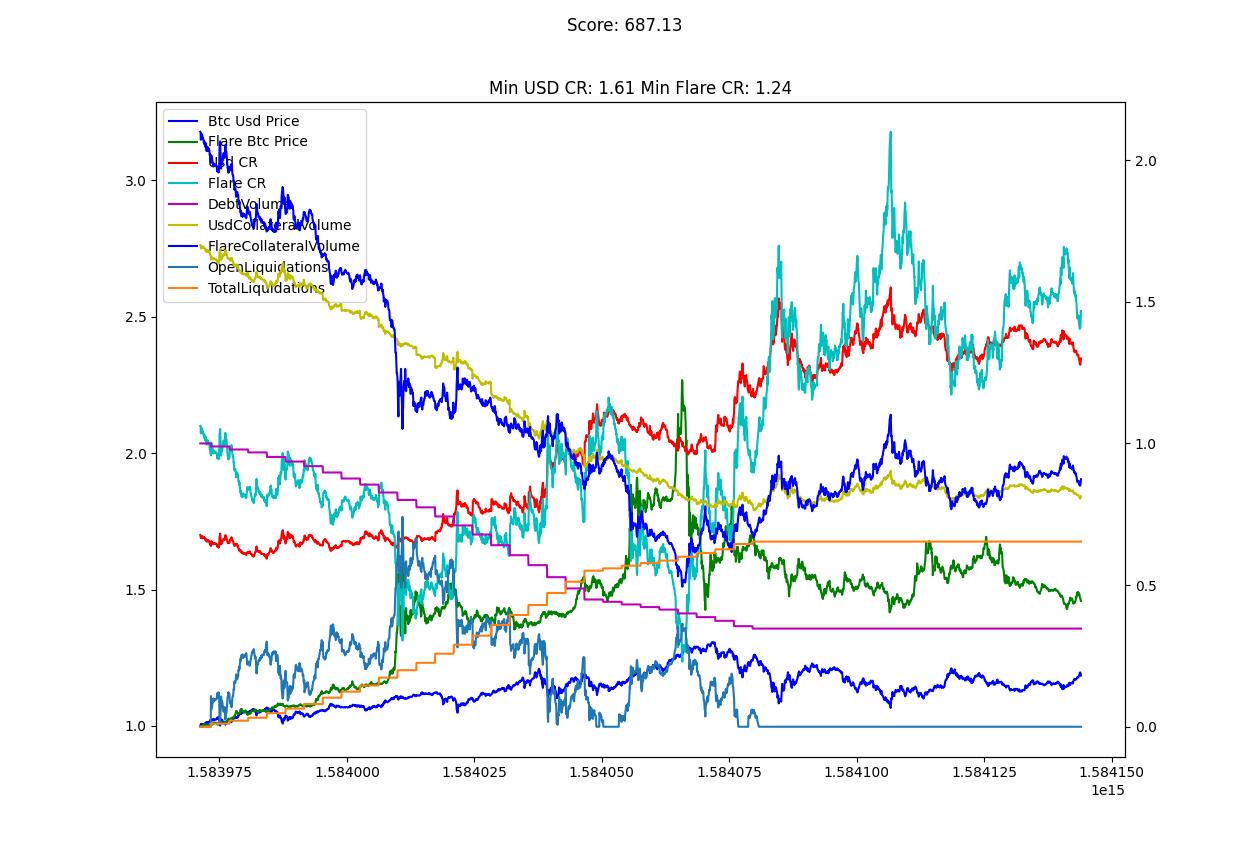 Score: 687.13
Min USD CR: 1.61 Min Flare CR: 1.24
Btc Usd Price
Flare Btc Price
Usd CR
Flare CR
DebtVolume
UsdCollateralVolume
FlareCollateralVolume
OpenLiquidations
TotalLiquidations
3.0
2.5
2.0
1.5
1.0
2.0
1.5
1.0
0.5
0.0
1.583975 1.584000 1.584025 1.584050 1.584075 1.584100 1.584125 1.584150
1e15